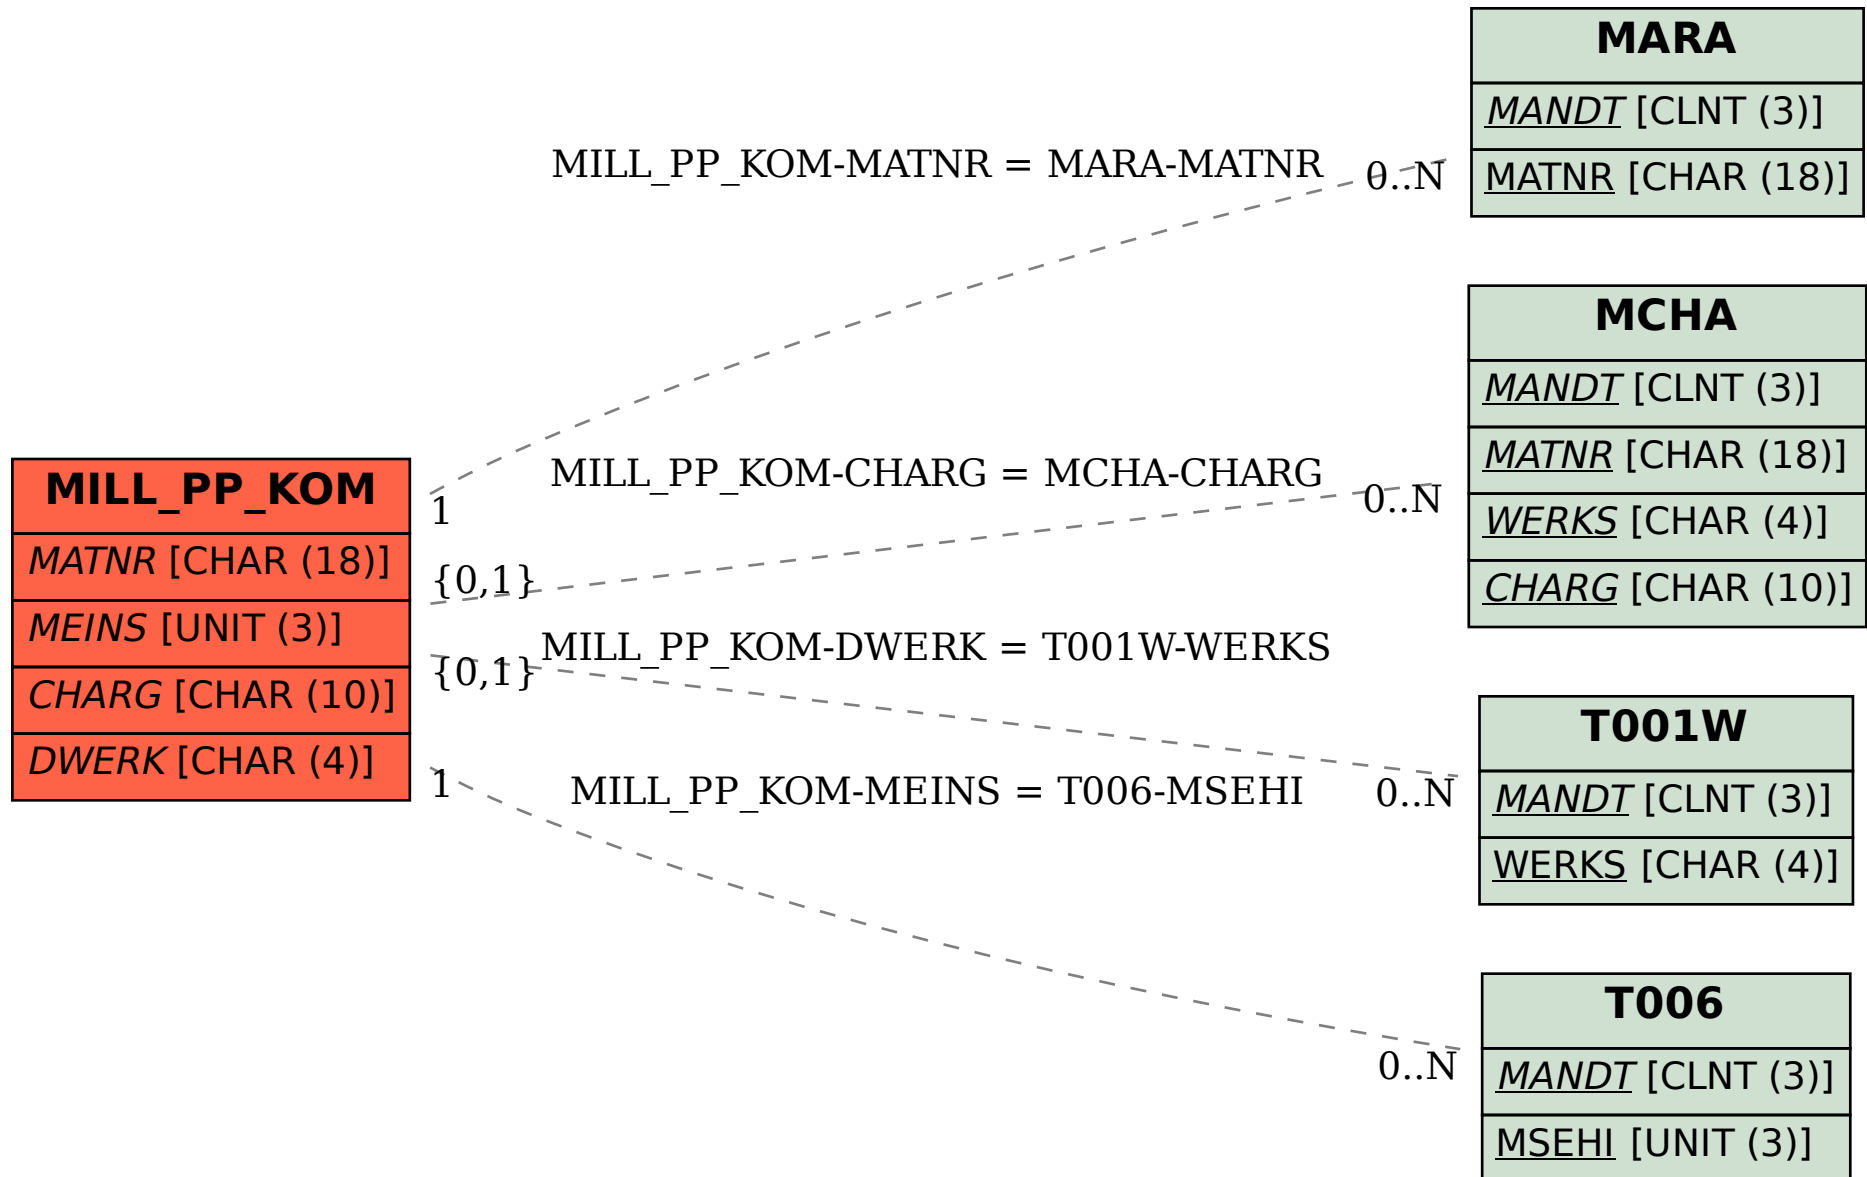 MARA
MANDT [CLNT (3)]
MATNR [CHAR (18)]
MILL_PP_KOM-MATNR = MARA-MATNR
0..N
MCHA
MANDT [CLNT (3)]
MATNR [CHAR (18)]
WERKS [CHAR (4)]
CHARG [CHAR (10)]
MILL_PP_KOM-CHARG = MCHA-CHARG
0..N
MILL_PP_KOM
MATNR [CHAR (18)]
MEINS [UNIT (3)]
CHARG [CHAR (10)]
DWERK [CHAR (4)]
1
{0,1}
{0,1}
1
MILL_PP_KOM-DWERK = T001W-WERKS
0..N
T001W
MANDT [CLNT (3)]
WERKS [CHAR (4)]
MILL_PP_KOM-MEINS = T006-MSEHI
0..N
T006
MANDT [CLNT (3)]
MSEHI [UNIT (3)]